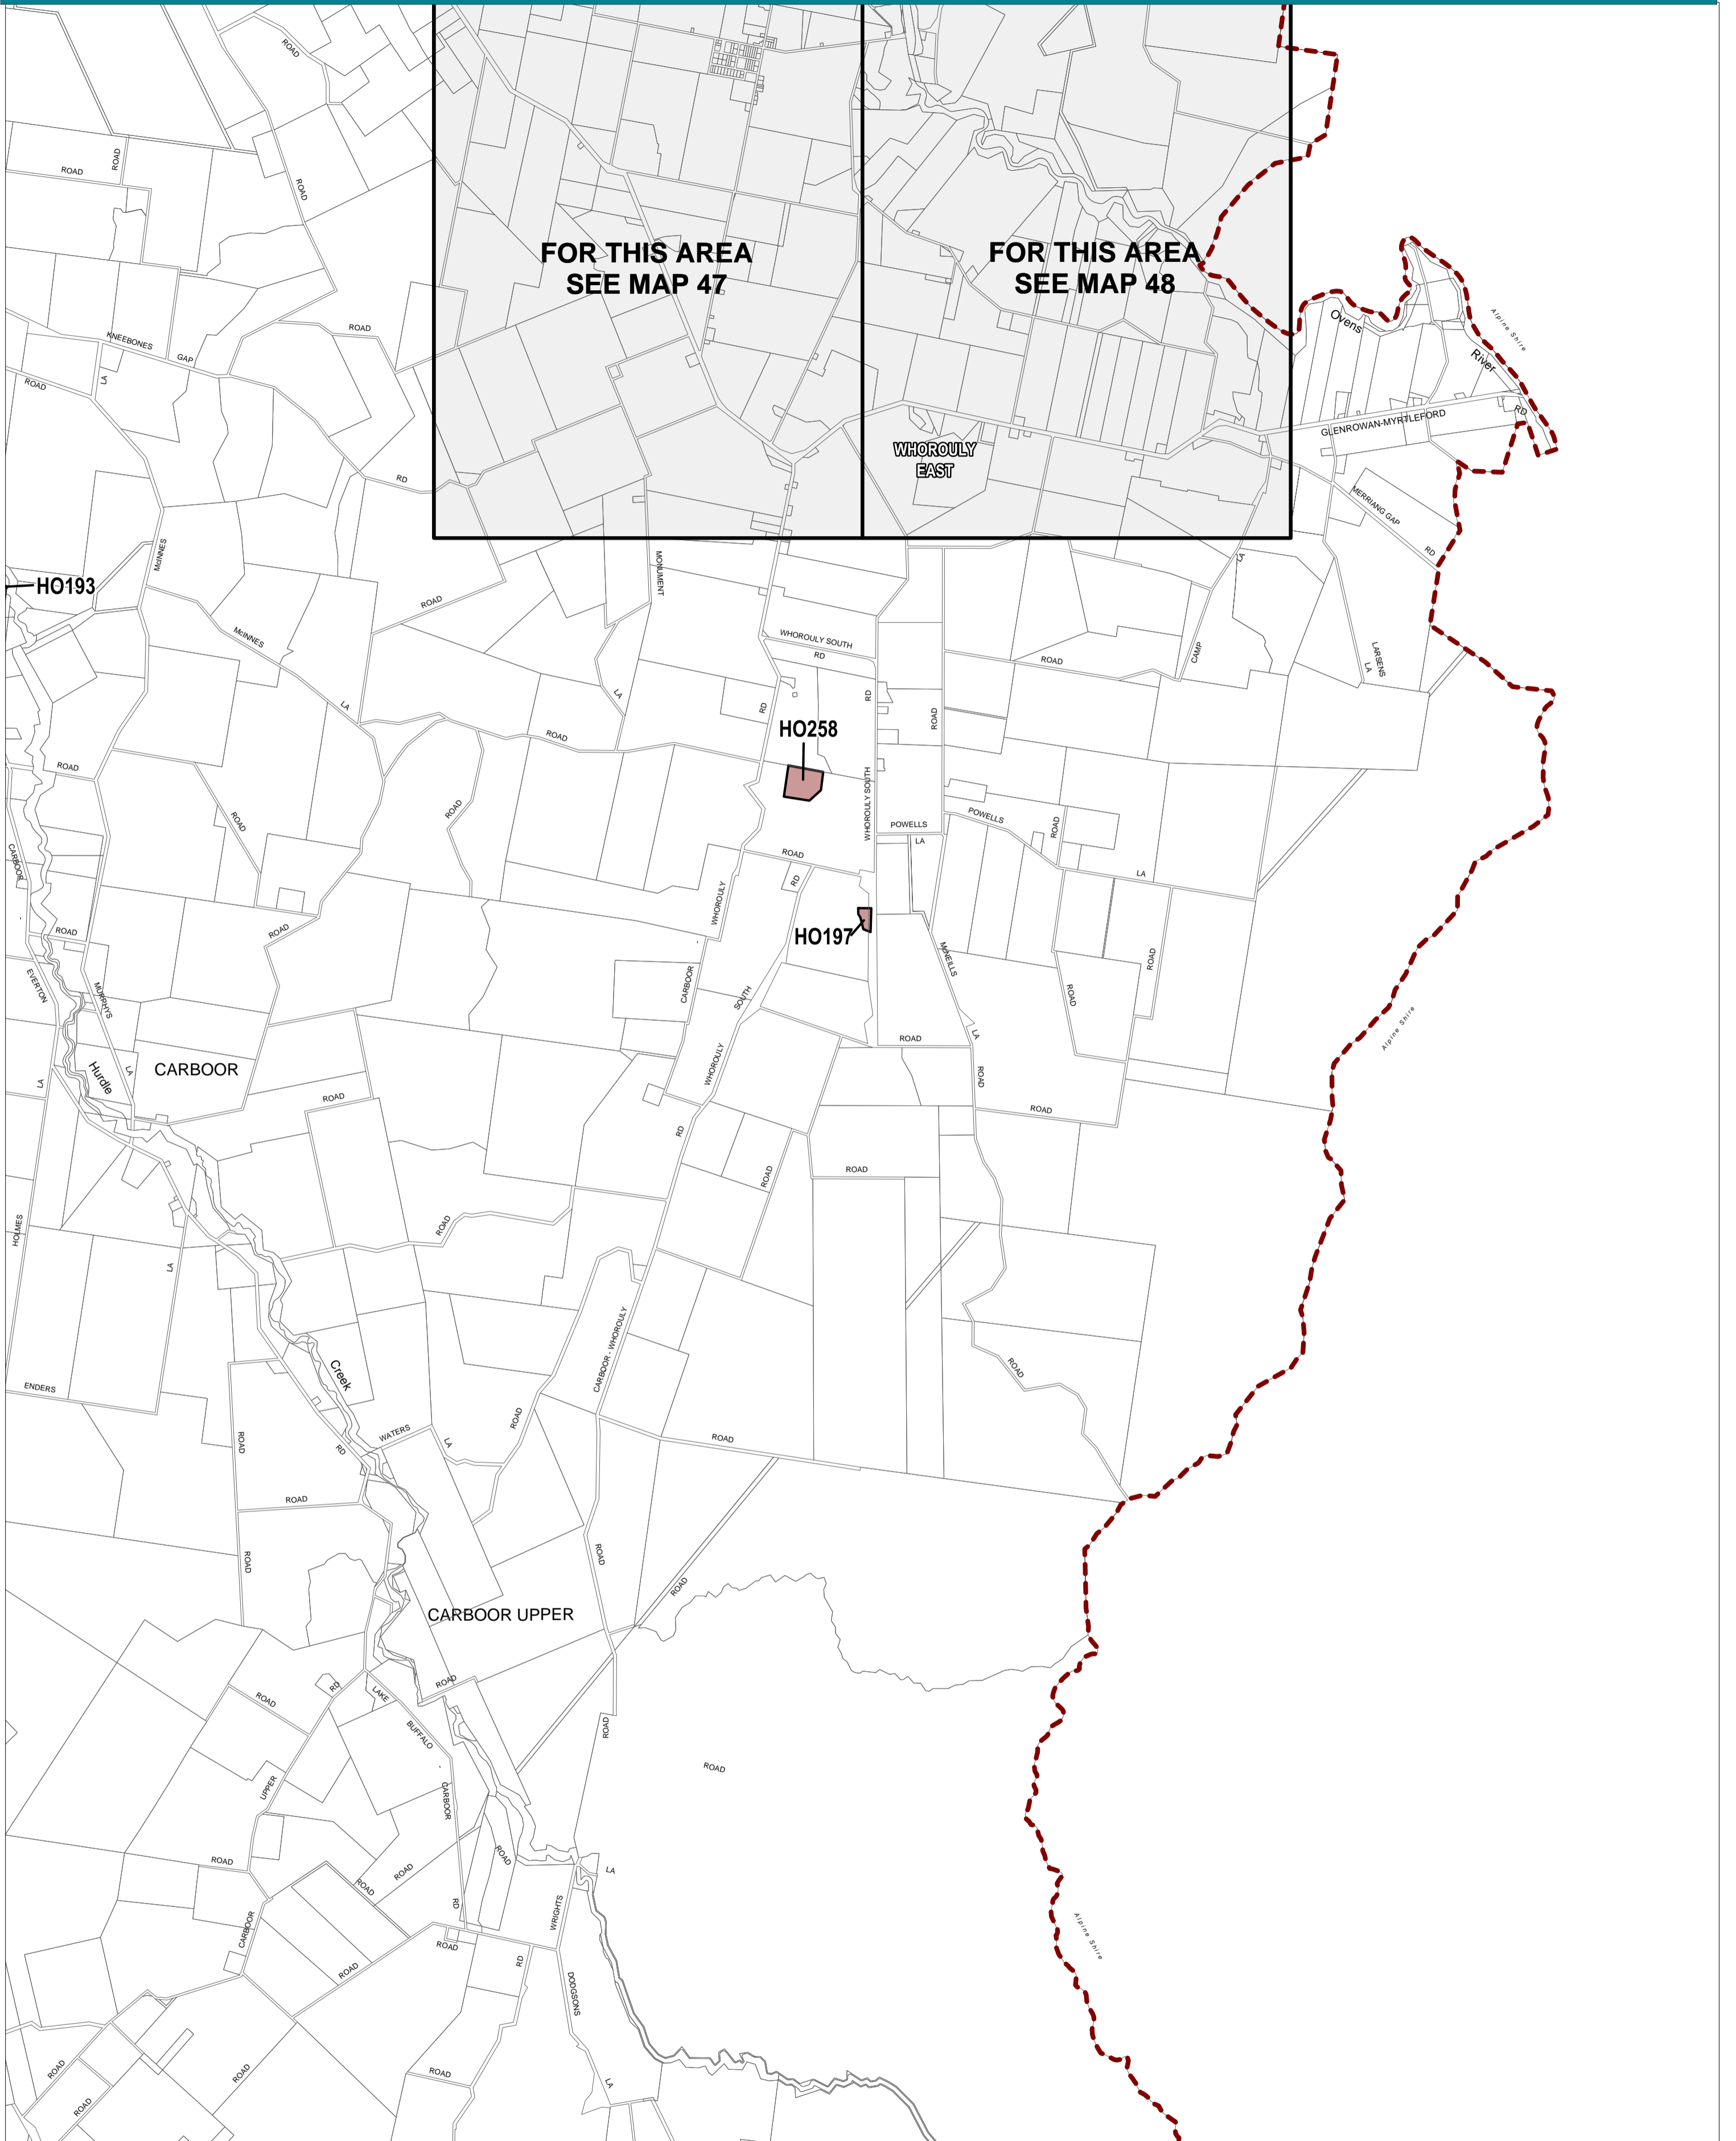 ROAD
ROAD
ROAD
ROAD
FOR THIS AREA
SEE MAP 47
FOR THIS AREA
SEE MAP 48
Ovens
River
Alpine Shire
KNEEBONES
GAP
ROAD
ROAD
LA
RD
GLENROWAN-MYRTLEFORD
RD
WHOROULY
EAST
MERRIANG GAP
RD
McINNES
MONUMENT
LA
HO193
ROAD
McINNES
LA
WHOROULY SOUTH
RD
ROAD
CAMP
LARSENS
LA
LA
RD
RD
ROAD
HO258
ROAD
ROAD
ROAD
ROAD
WHOROULY SOUTH
POWELLS
LA
POWELLS
ROAD
LA
CARBOOR
ROAD
RD
WHOROULY
HO197
ROAD
ROAD
McNEILLS
ROAD
ROAD
EVERTON
MURPHYS
CARBOOR
SOUTH
LA
ROAD
WHOROULY
Alpine Shire
Hurdle
LA
LA
CARBOOR
ROAD
ROAD
ROAD
RD
ROAD
ROAD
HOLMES
ROAD
LA
CARBOOR - WHOROULY
ROAD
ENDERS
Creek
WATERS
LA
ROAD
ROAD
ROAD
RD
ROAD
ROAD
ROAD
ROAD
CARBOOR UPPER
ROAD
RD
LAKE
ROAD
BUFFALO
ROAD
ROAD
UPPER
CARBOOR
ROAD
ROAD
ROAD
ROAD
LA
RD
WRIGHTS
CARBOOR
ROAD
RD
ROAD
Alpine Shire
DODGSONS
ROAD
ROAD
ROAD
ROAD
LA